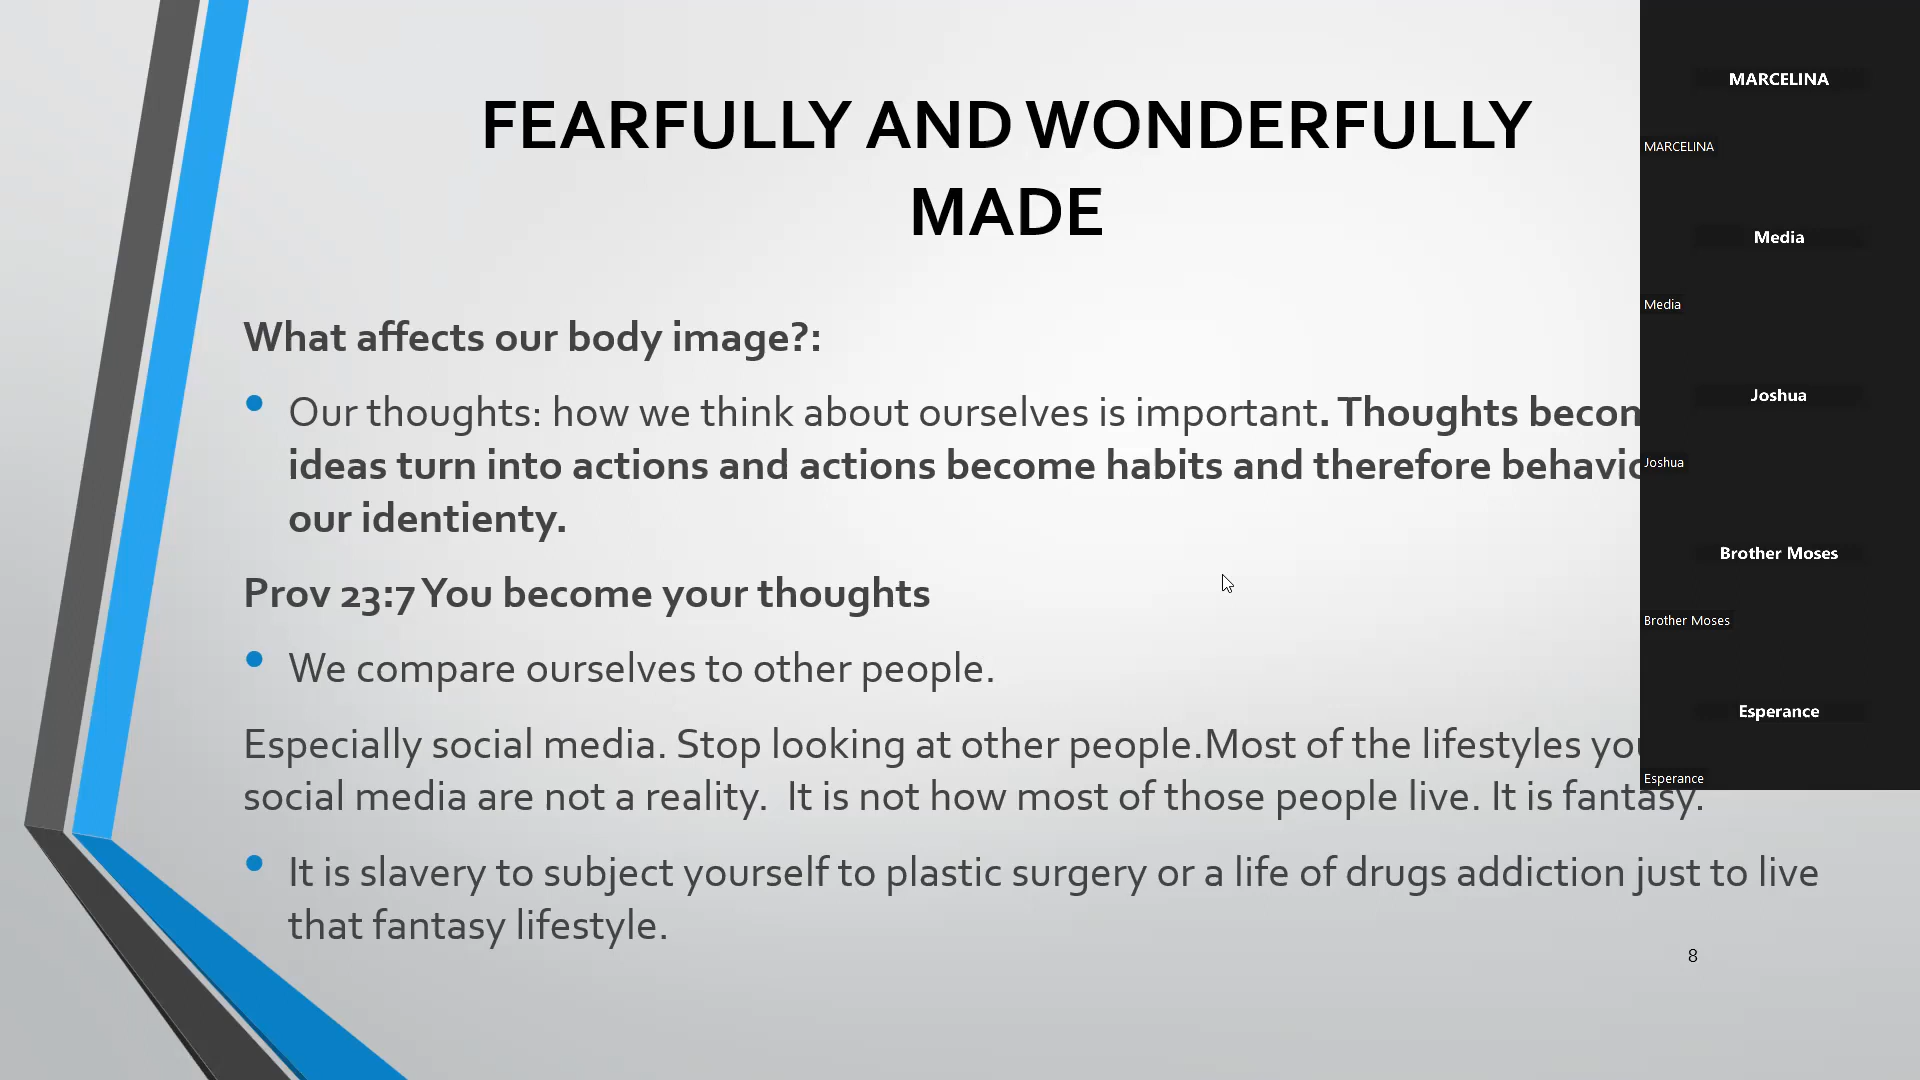 FEARFULLY AND WONDERFULLY
MADE
What affects our body image?:
• Our thoughts: how we think about ourselves is important. Thoughts
ideas turn into actions and actions become habits and therefore
our identienty.
Prov 23:7 You become your thoughts
• We compare ourselves to other people.
Especially social media. Stop looking at other people.Most of the lifestyles
social media are not a reality.  It is not how most of those people live. It is fantasy.
• It is slavery to subject yourself to plastic surgery or a life of drugs addiction just to live
that fantasy lifestyle.
8
MARCELINA
MARCELINA
Media
Media
Joshua
Joshua
Brother Moses
Brother Moses
Esperance
Esperance